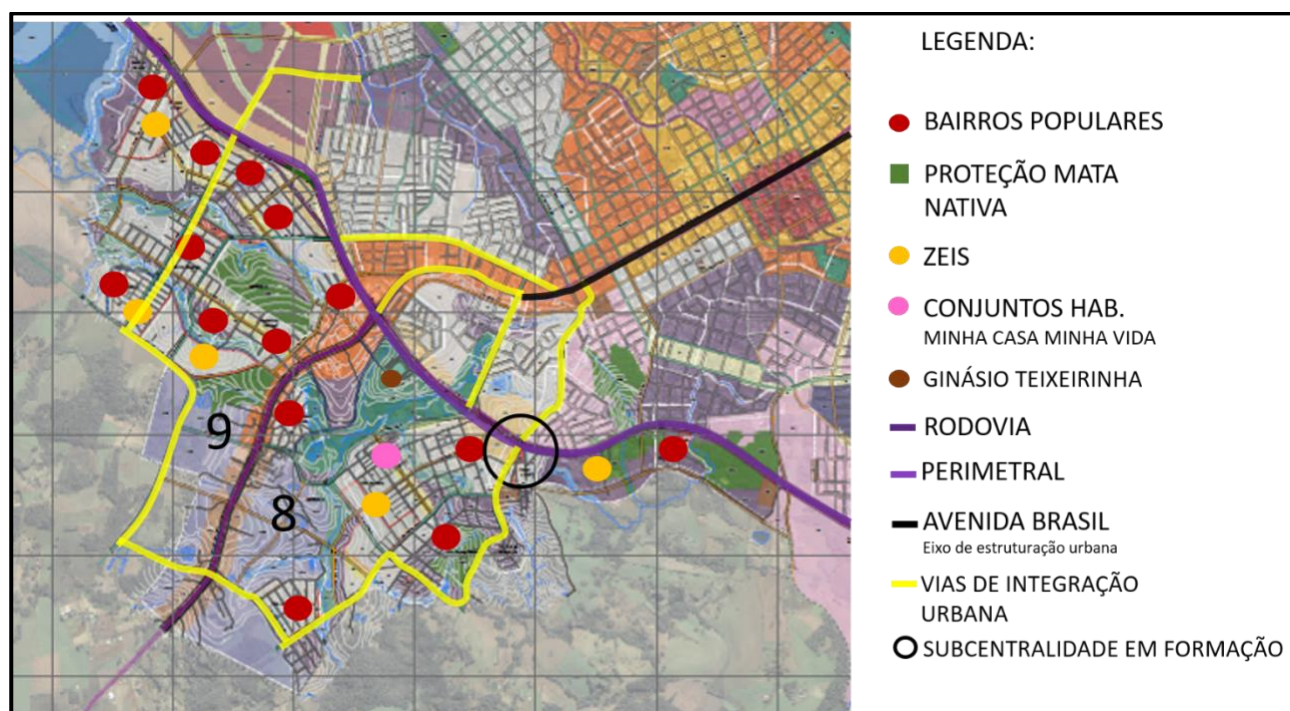 LEGENDA:
BAIRROS POPULARES
PROTEÇÃO MATA
NATIVA
ZEIS
CONJUNTOS HAB.
MINHA CASA MINHA VIDA
GINÁSIO TEIXEIRINHA
RODOVIA
PERIMETRAL
AVENIDA BRASIL
Eixo de estruturação urbana
VIAS DE INTEGRAÇÃO
URBANA
SUBCENTRALIDADE EM FORMAÇÃO
9
8